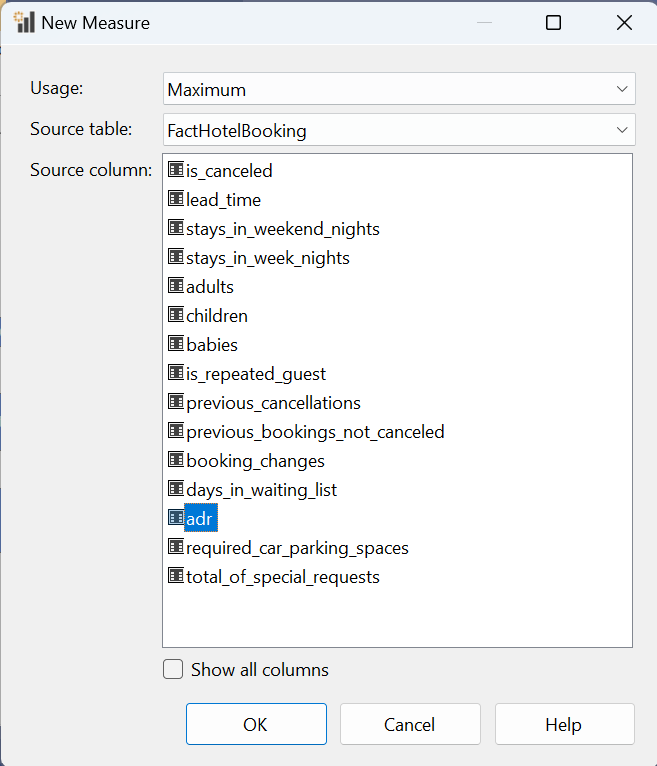 New Measure
Usage: Maximum
Source table: FactHotelBooking
Source column: is_canceled
lead_time
stays_in_weekend_nights
stays_in_week_nights
adults
children
babies
is_repeated_guest
previous_cancellations
previous_bookings_not_canceled
booking_changes
days_in_waiting_list
adr
required_car_parking_spaces
total_of_special_requests
Show all columns
OK Cancel Help